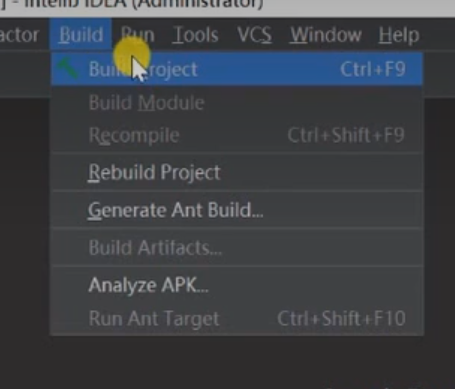 ] - IntelliJ IDEA (Administrator)
actor Build Run Tools VCS Window Help
Build Project Ctrl+F9
Build Module
Recompile Ctrl+Shift+F9
Rebuild Project
Generate Ant Build...
Build Artifacts...
Analyze APK...
Run Ant Target Ctrl+Shift+F10